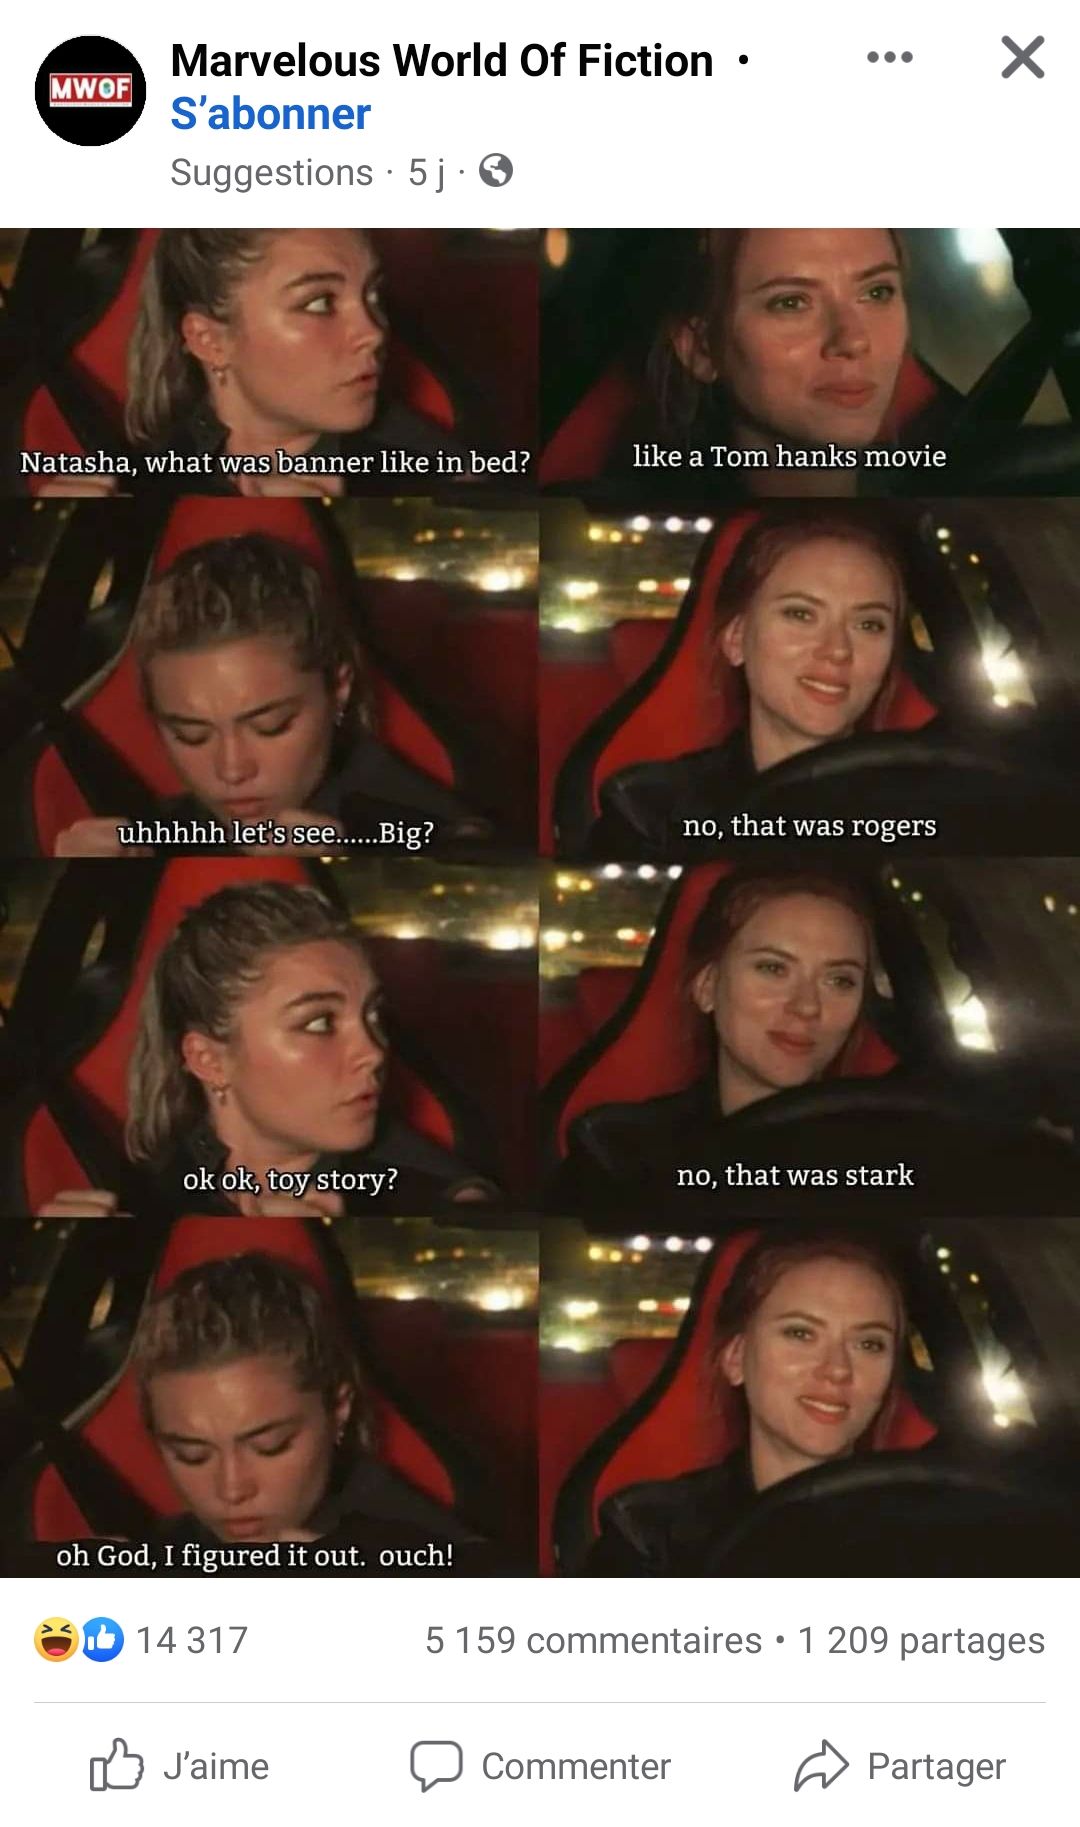 MWOF
Marvelous World Of Fiction •
S'abonner
Suggestions · 5 j ·
Natasha, what was banner like in bed?
like a Tom hanks movie
uhhhhh let's see......Big?
no, that was rogers
ok ok, toy story?
no, that was stark
oh God, I figured it out. ouch!
14 317
5 159 commentaires • 1 209 partages
J'aime
Commenter
Partager